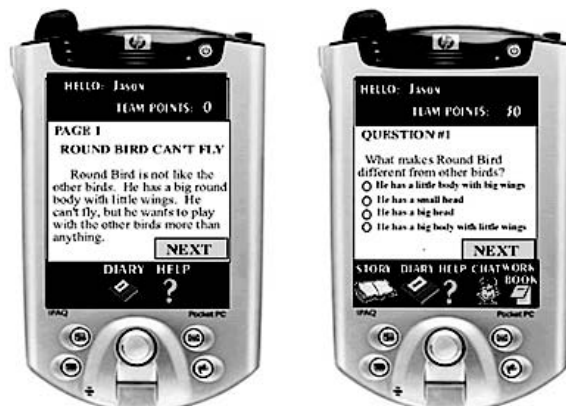 hp
HELLO: JASON
TEAM POINTS: 0
PAGE 1
ROUND BIRD CAN'T FLY
Round Bird is not like the
other birds. He has a big round
body with little wings. He
can't fly, but he wants to play
with the other birds more than
anything.
NEXT
DIARY HELP
?
iPAQ Pocket PC
hp
HELLO: JASON
TEAM POINTS: 50
QUESTION #1
What makes Round Bird
different from other birds?
He has a little body with big wings
He has a small head
He has a big head
He has a big body with little wings
NEXT
STORY DIARY HELP CHAT WORK
BOOK
?
iPAQ Pocket PC